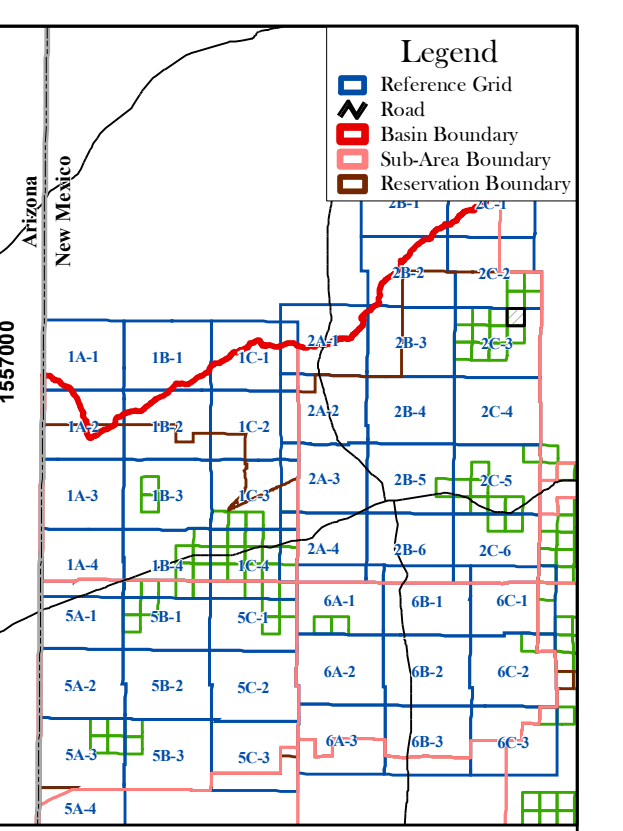 Legend
Reference Grid
Road
Basin Boundary
Sub-Area Boundary
Reservation Boundary
Arizona
New Mexico
1557000
2B-1 2C-1
2B-2 2C-2
2A-1 2B-3 2C-3
1A-1 1B-1 1C-1
2A-2 2B-4 2C-4
1A-2 1B-2 1C-2
2A-3 2B-5 2C-5
1A-3 1B-3 1C-3
2A-4 2B-6 2C-6
1A-4 1B-4 1C-4
6A-1 6B-1 6C-1
5A-1 5B-1 5C-1
6A-2 6B-2 6C-2
5A-2 5B-2 5C-2
6A-3 6B-3 6C-3
5A-3 5B-3 5C-3
5A-4